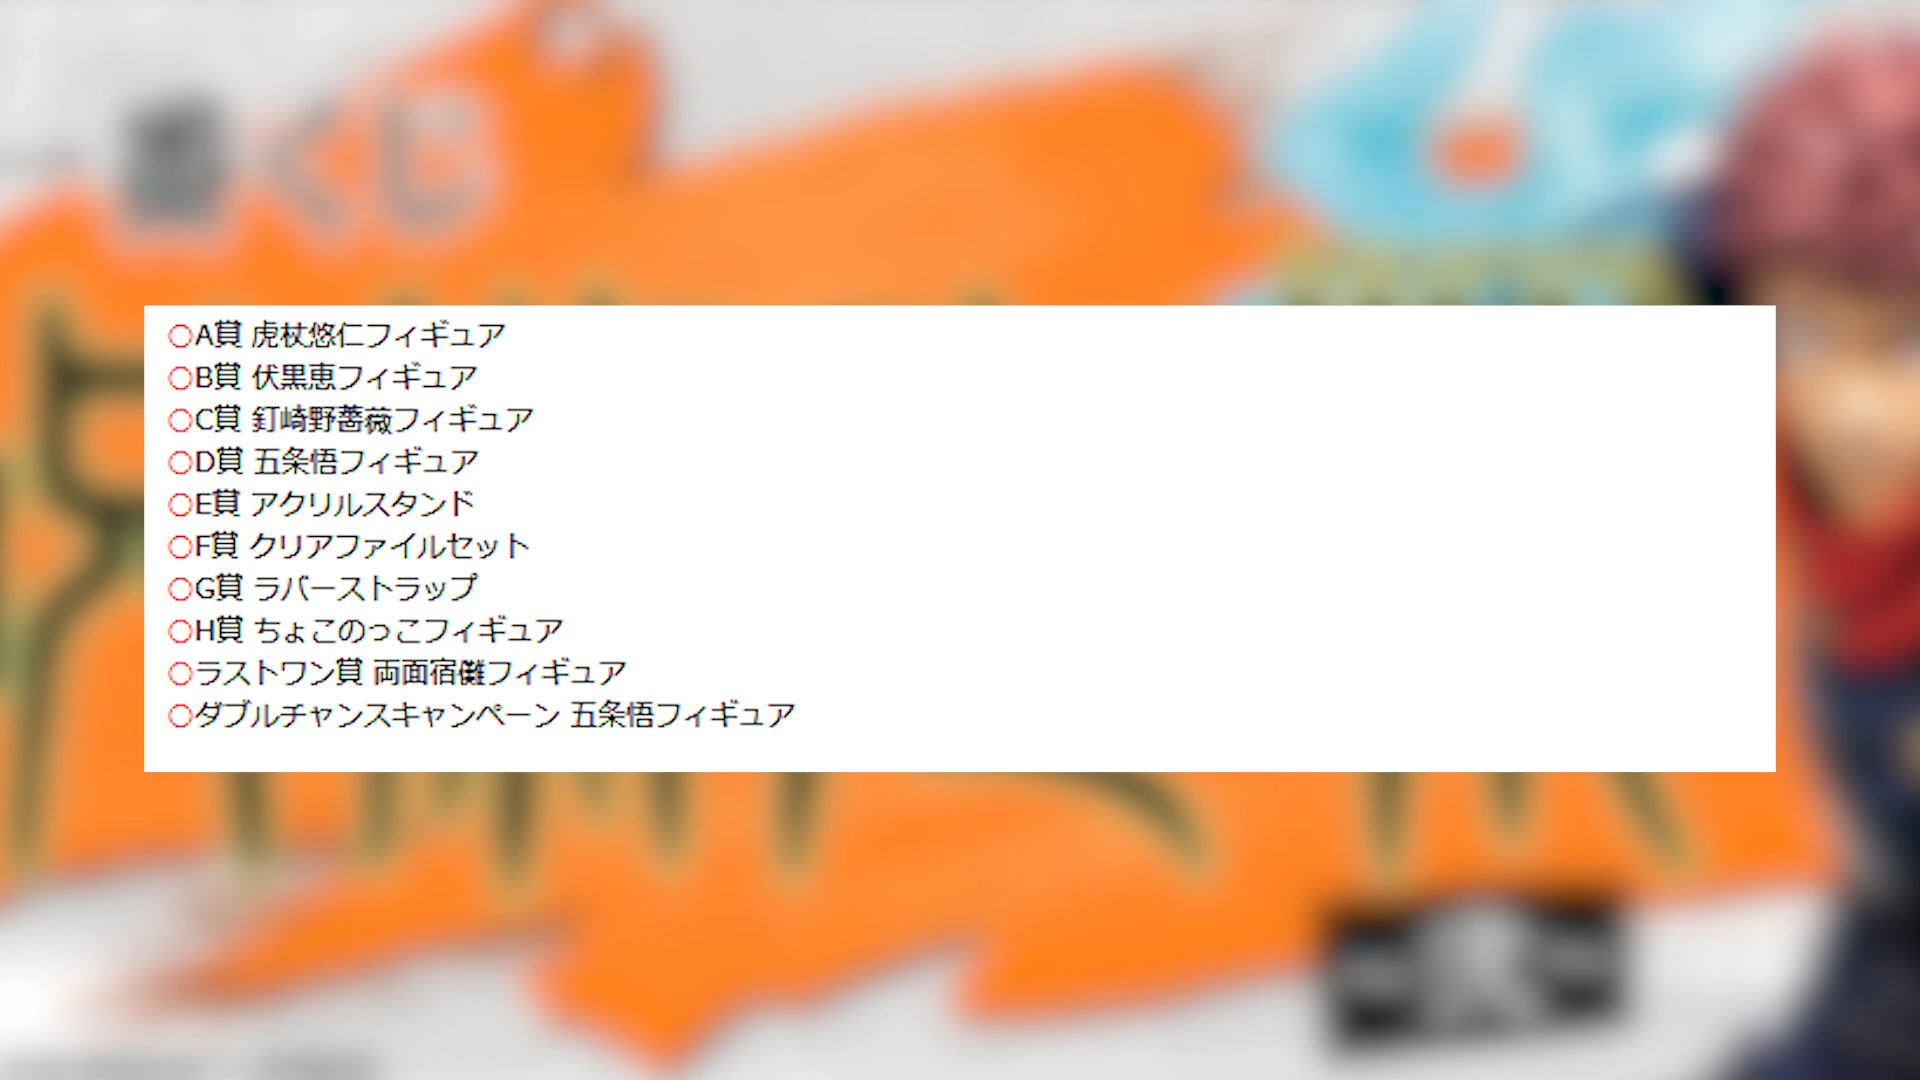 番くじ
○A賞 虎杖悠仁フィギュア
○B賞 伏黒恵フィギュア
○C賞 釘崎野薔薇フィギュア
○D賞 五条悟フィギュア
○E賞 アクリルスタンド
○F賞 クリアファイルセット
○G賞 ラバーストラップ
○H賞 ちょこのっこフィギュア
○ラストワン賞 両面宿儺フィギュア
○ダブルチャンスキャンペーン 五条悟フィギュア